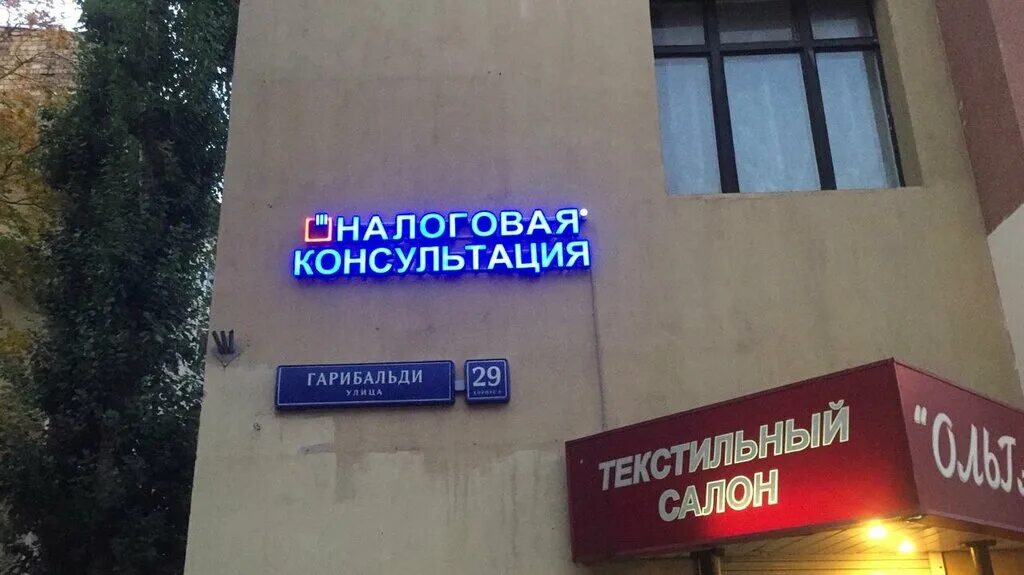 НАЛОГОВАЯ
КОНСУЛЬТАЦИЯ
ГАРИБАЛЬДИ
УЛИЦА
29
ТЕКСТИЛЬНЫЙ
САЛОН